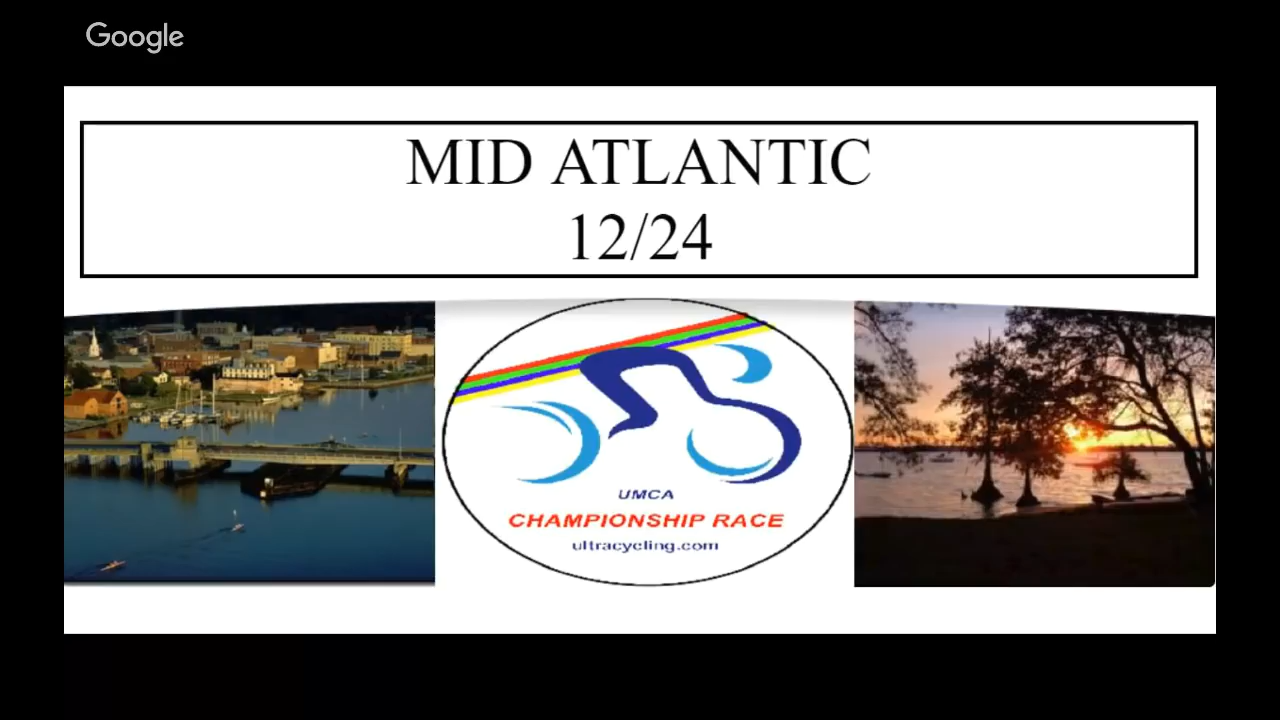 Google
MID ATLANTIC
12/24
UMCA
CHAMPIONSHIP RACE
ultracycling.com